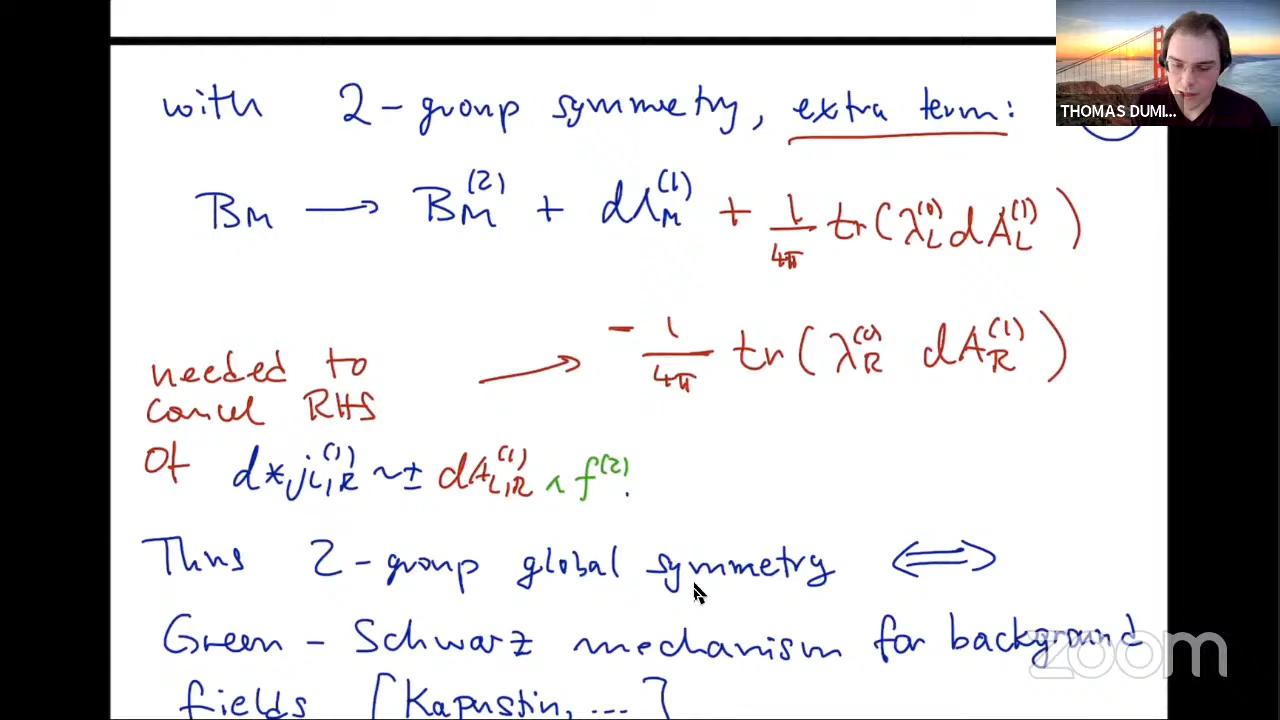 THOMAS DUMI...
with 2-group symmetry, extra term:
B_M ⟶ B_M^(2) + dΛ_M^(1) + 1/4π tr(λ_L^(0) dA_L^(1))
- 1/4π tr(λ_R^(0) dA_R^(1))
needed to
cancel RHS
of d*j_L,R^(1) ~ ± dA_L,R^(1) ∧ f^(2).
Thus 2-group global symmetry ⟺
Green-Schwarz mechanism for background
fields [Kapustin, ...]
zoom